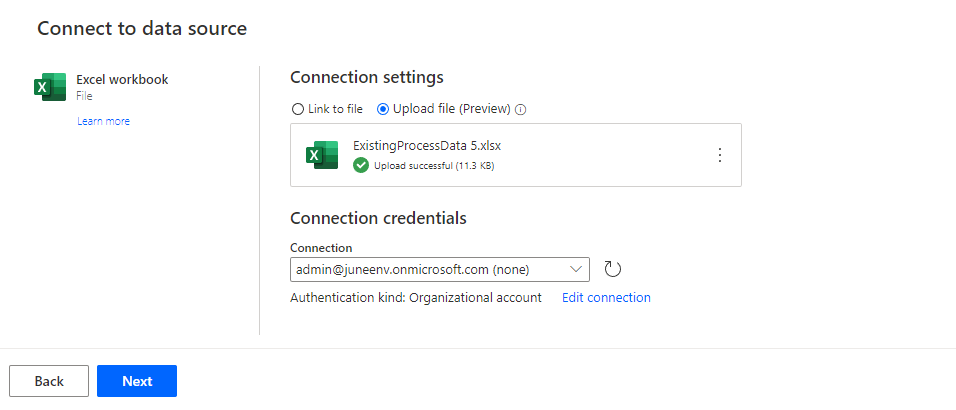 Connect to data source
Excel workbook
File
Learn more
Connection settings
Link to file
Upload file (Preview)
ExistingProcessData 5.xlsx
Upload successful (11.3 KB)
Connection credentials
Connection
admin@juneenv.onmicrosoft.com (none)
Authentication kind: Organizational account
Edit connection
Back
Next